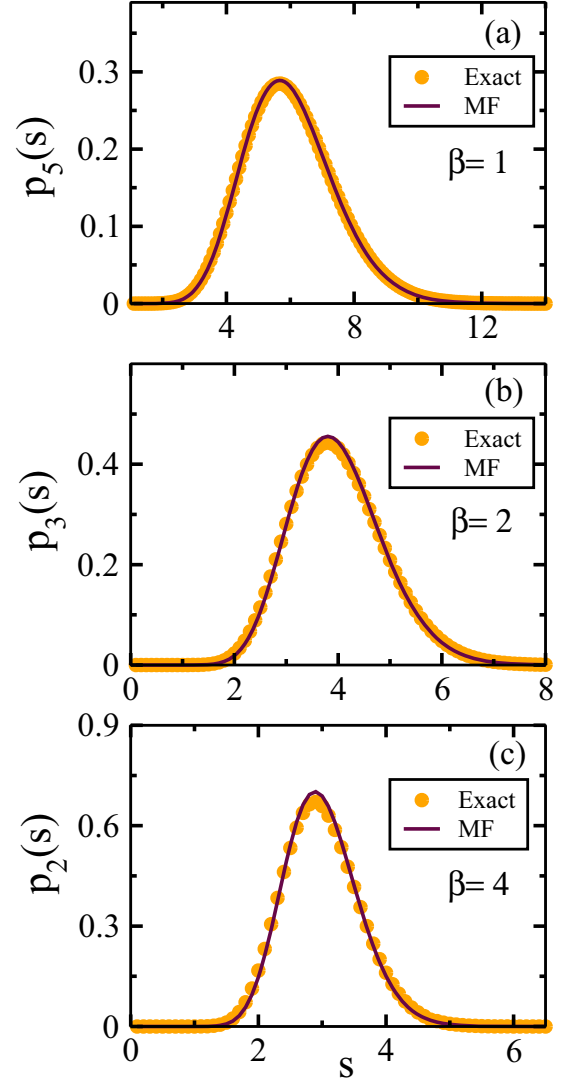 (a)
p5(s)
0.3
0.2
0.1
0
Exact
MF
β= 1
4 8 12
(b)
p3(s)
0.4
0.2
0
Exact
MF
β= 2
0 2 4 6 8
(c)
p2(s)
0.9
0.6
0.3
0
Exact
MF
β= 4
0 2 4 6
s